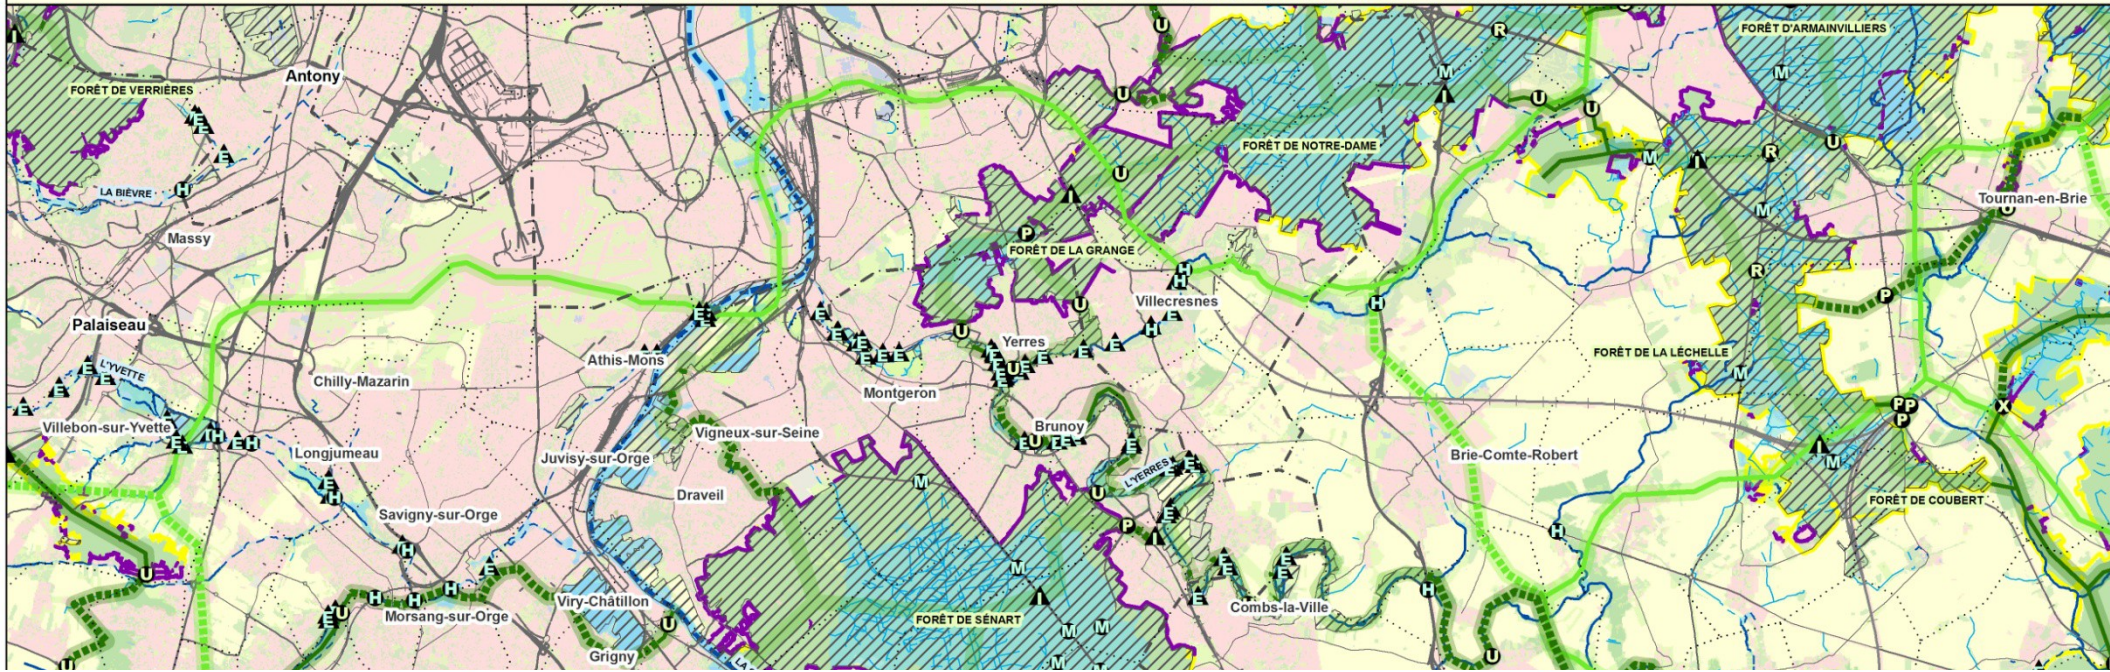 FORÊT D'ARMAINVILLIERS
Antony
FORÊT DE VERRIÈRES
FORÊT DE NOTRE-DAME
LA BIÈVRE
Tournan-en-Brie
Massy
FORÊT DE LA GRANGE
Villecresnes
Palaiseau
Yerres
FORÊT DE LA LÉCHELLE
Athis-Mons
L'YVETTE
Chilly-Mazarin
Montgeron
Villebon-sur-Yvette
Brunoy
Vigneux-sur-Seine
Longjumeau
Juvisy-sur-Orge
Brie-Comte-Robert
L'YERRES
Draveil
FORÊT DE COUBERT
Savigny-sur-Orge
Viry-Châtillon
Combs-la-Ville
Morsang-sur-Orge
FORÊT DE SÉNART
Grigny